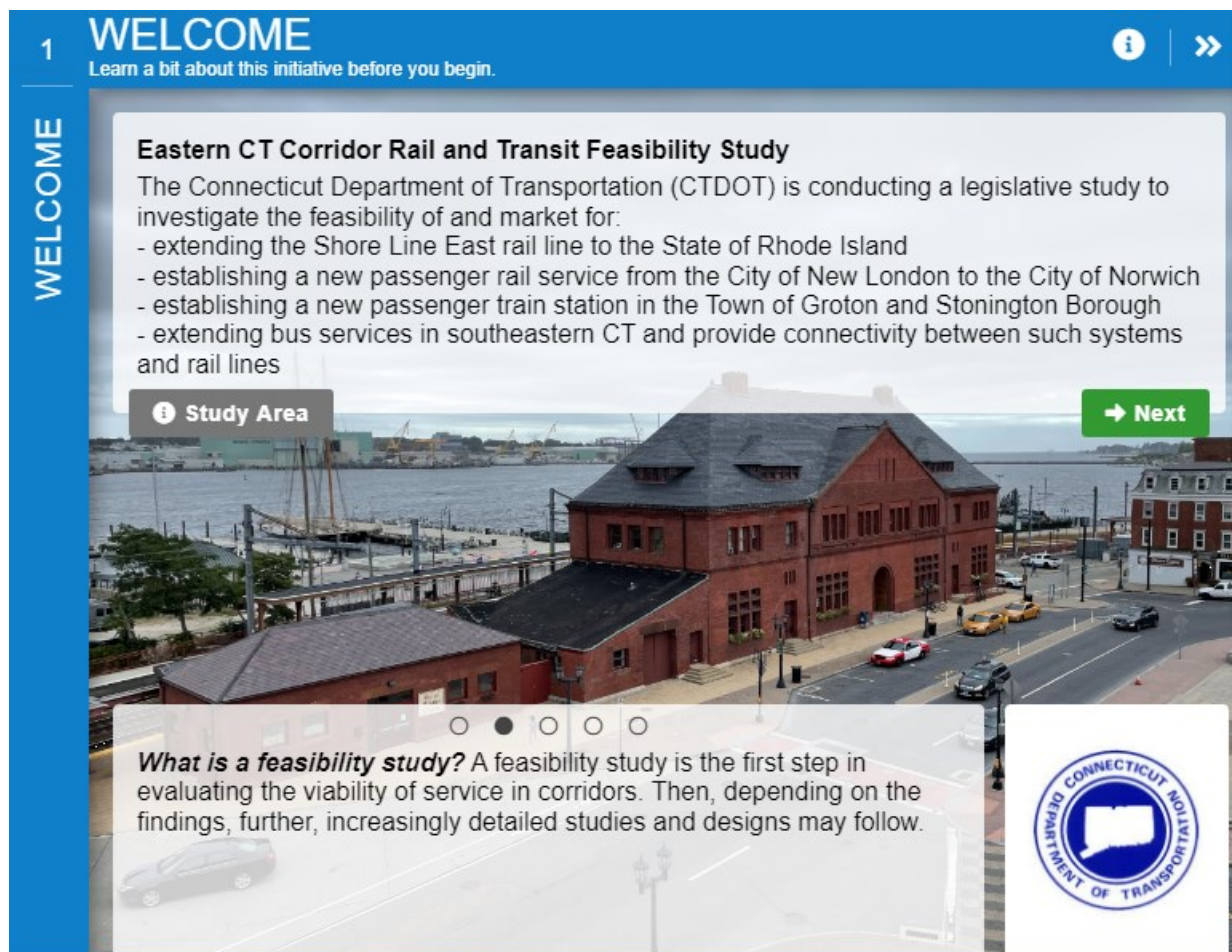 1
WELCOME
Learn a bit about this initiative before you begin.
WELCOME
Eastern CT Corridor Rail and Transit Feasibility Study
The Connecticut Department of Transportation (CTDOT) is conducting a legislative study to
investigate the feasibility of and market for:
- extending the Shore Line East rail line to the State of Rhode Island
- establishing a new passenger rail service from the City of New London to the City of Norwich
- establishing a new passenger train station in the Town of Groton and Stonington Borough
- extending bus services in southeastern CT and provide connectivity between such systems
and rail lines
Study Area
Next
What is a feasibility study? A feasibility study is the first step in
evaluating the viability of service in corridors. Then, depending on the
findings, further, increasingly detailed studies and designs may follow.
CONNECTICUT
DEPARTMENT OF TRANSPORTATION